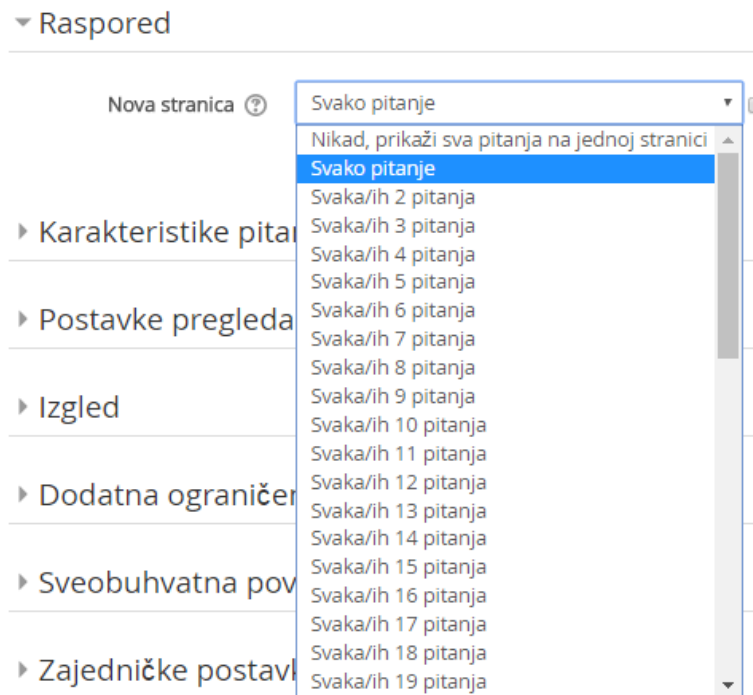 Raspored
Nova stranica
Svako pitanje
Nikad, prikaži sva pitanja na jednoj stranici
Svako pitanje
Svaka/ih 2 pitanja
Svaka/ih 3 pitanja
Svaka/ih 4 pitanja
Svaka/ih 5 pitanja
Svaka/ih 6 pitanja
Svaka/ih 7 pitanja
Svaka/ih 8 pitanja
Svaka/ih 9 pitanja
Svaka/ih 10 pitanja
Svaka/ih 11 pitanja
Svaka/ih 12 pitanja
Svaka/ih 13 pitanja
Svaka/ih 14 pitanja
Svaka/ih 15 pitanja
Svaka/ih 16 pitanja
Svaka/ih 17 pitanja
Svaka/ih 18 pitanja
Svaka/ih 19 pitanja
Karakteristike
Postavke pregleda
Izgled
Dodatna
Sveobuhvatna
Zajedničke